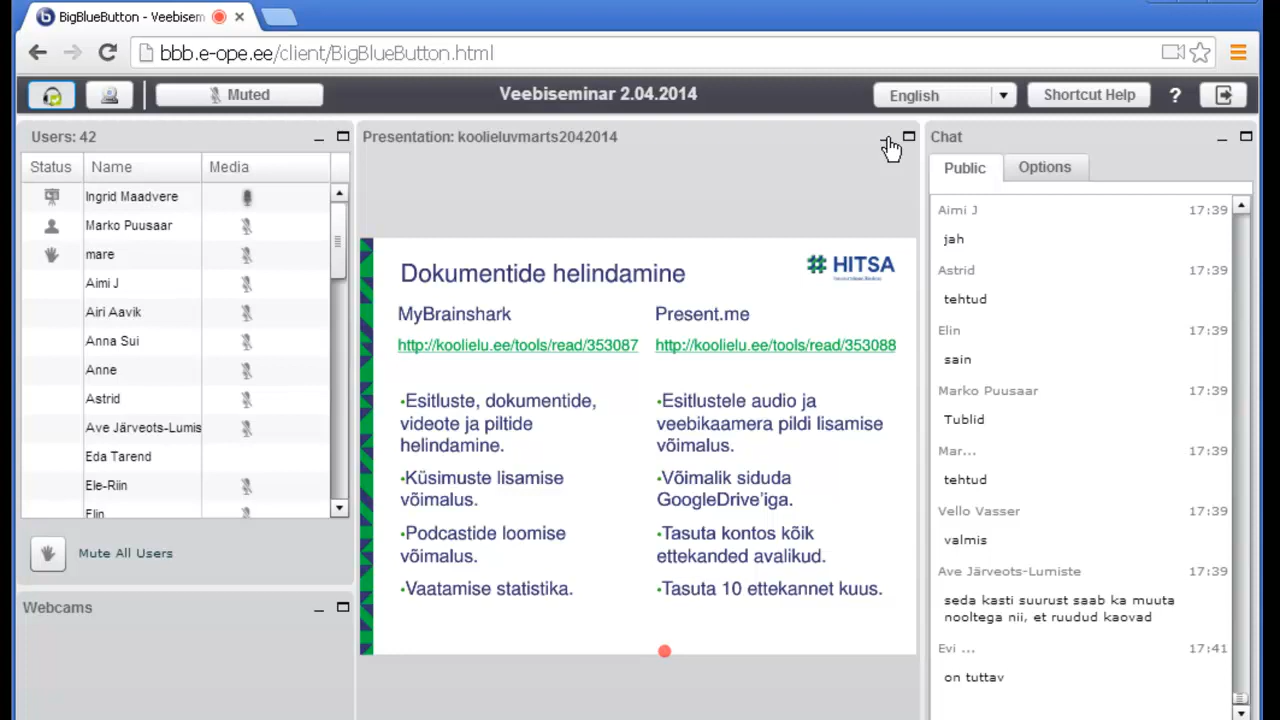 BigBlueButton - Veebisem
bbb.e-ope.ee/client/BigBlueButton.html
Muted
Veebiseminar 2.04.2014
English
Shortcut Help
?
Users: 42
Status Name Media
Ingrid Maadvere
Marko Puusaar
mare
Aimi J
Airi Aavik
Anna Sui
Anne
Astrid
Ave Järveots-Lumis
Eda Tarend
Ele-Riin
Elin
Mute All Users
Webcams
Presentation: koolieluvmarts2042014
Dokumentide helindamine
HITSA
MyBrainshark
http://koolielu.ee/tools/read/353087
•Esitluste, dokumentide,
videote ja piltide
helindamine.
•Küsimuste lisamise
võimalus.
•Podcastide loomise
võimalus.
•Vaatamise statistika.
Present.me
http://koolielu.ee/tools/read/353088
•Esitlustele audio ja
veebikaamera pildi lisamise
võimalus.
•Võimalik siduda
GoogleDrive'iga.
•Tasuta kontos kõik
ettekanded avalikud.
•Tasuta 10 ettekannet kuus.
Chat
Public Options
Aimi J 17:39
jah
Astrid 17:39
tehtud
Elin 17:39
sain
Marko Puusaar 17:39
Tublid
Mar... 17:39
tehtud
Vello Vasser 17:39
valmis
Ave Järveots-Lumiste 17:39
seda kasti suurust saab ka muuta
nooltega nii, et ruudud kaovad
Evi ... 17:41
on tuttav